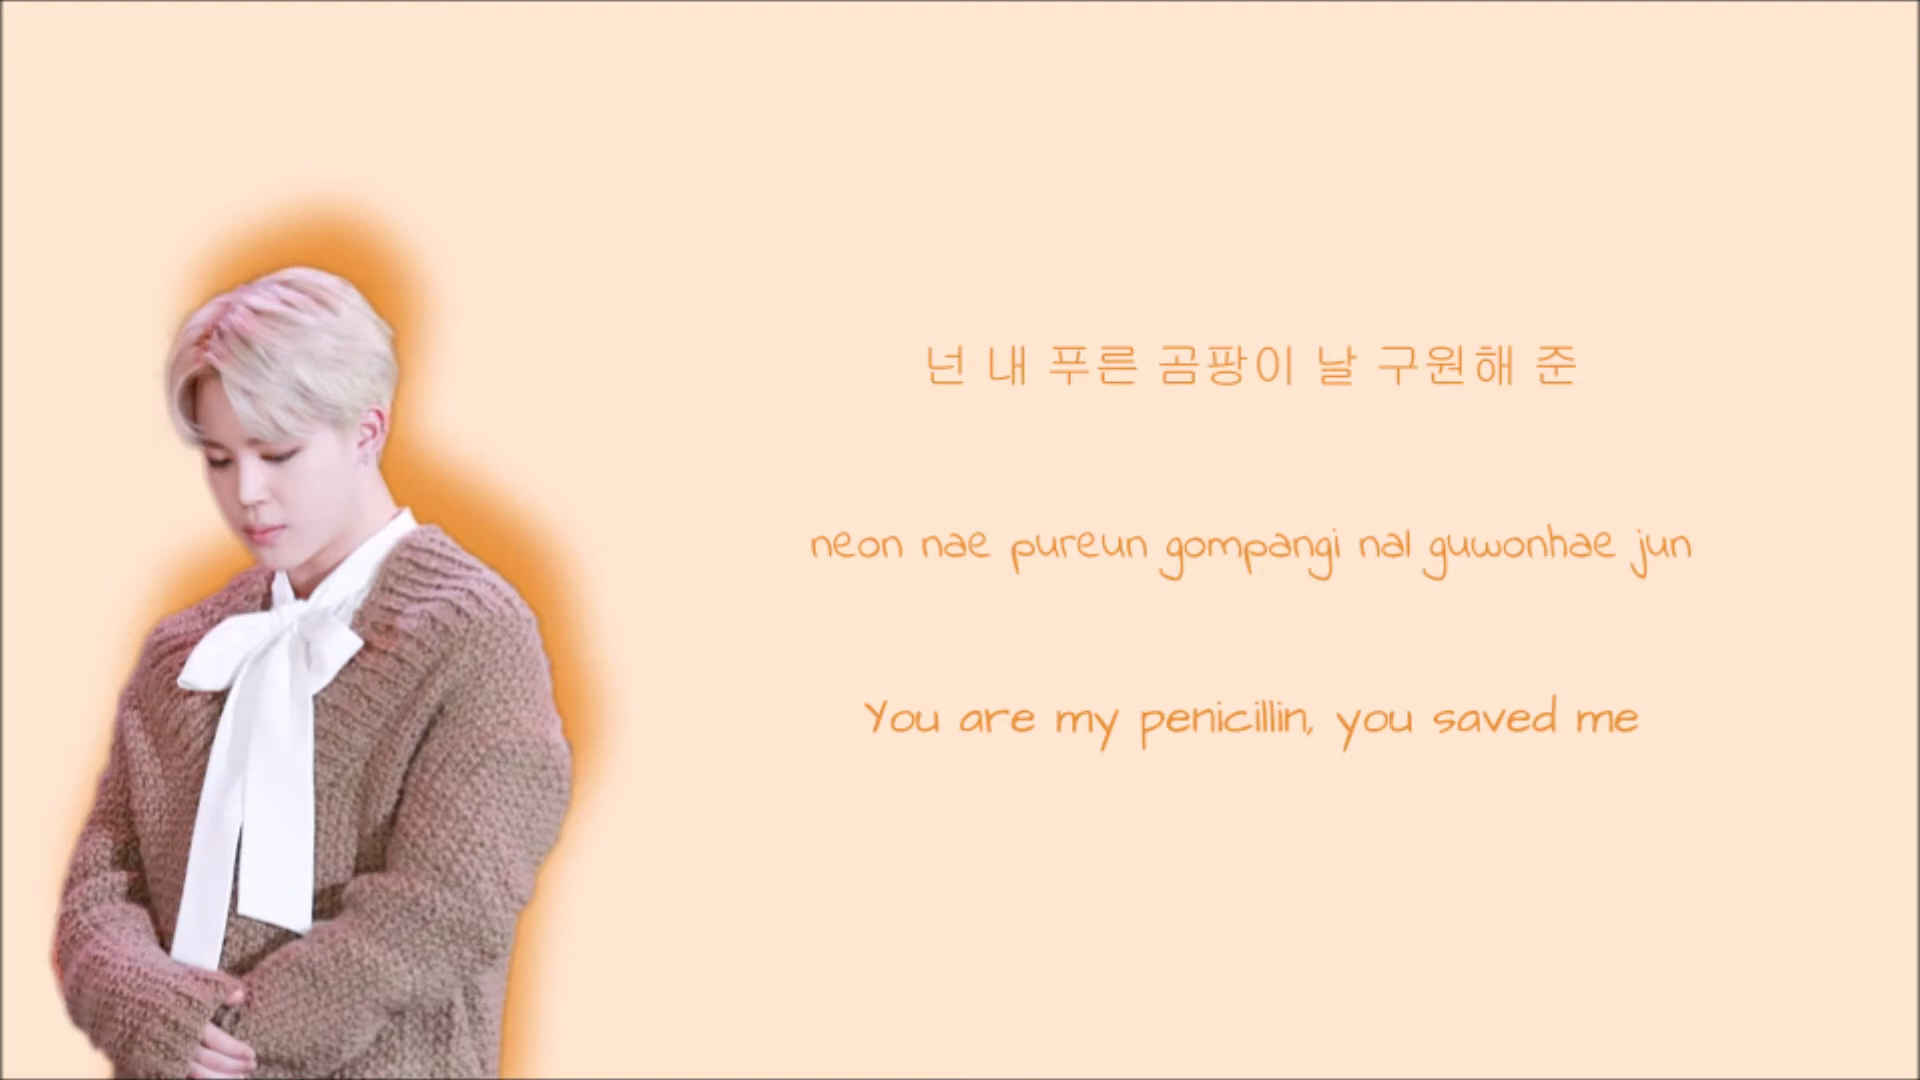 넌 내 푸른 곰팡이 날 구원해 준
neon nae pureun gompangi nal guwonhae jun
You are my penicillin, you saved me